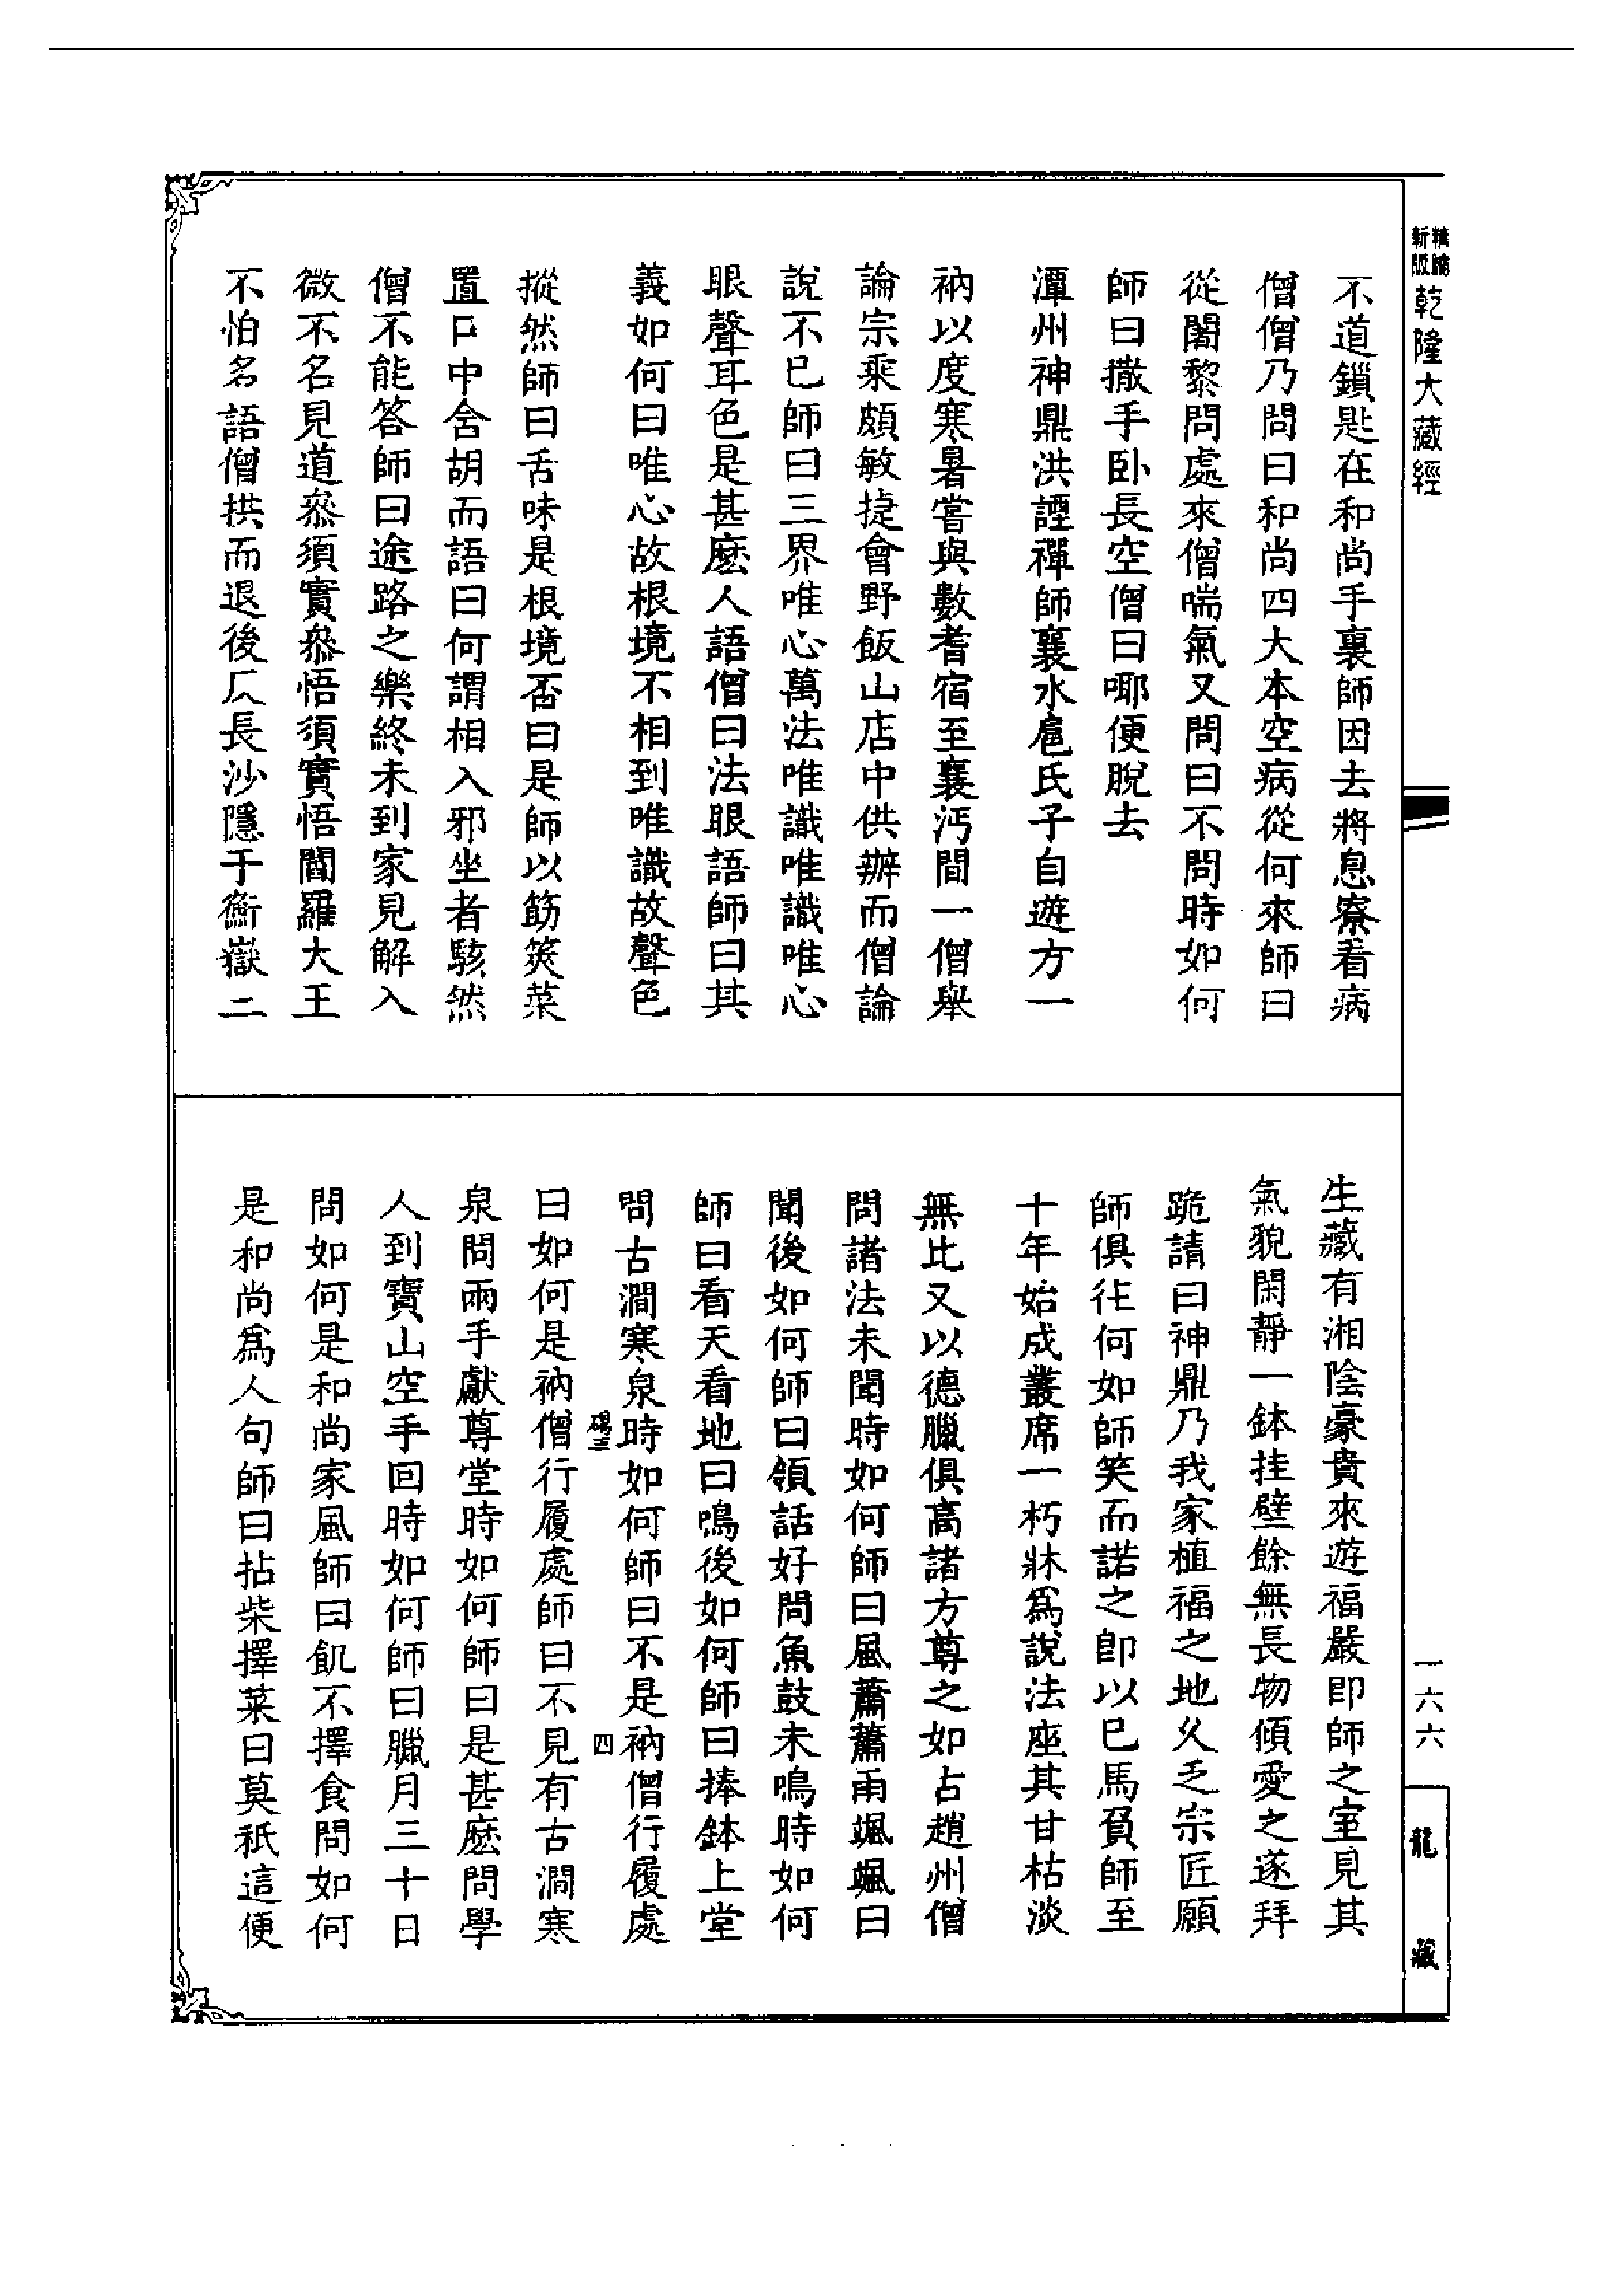 新版
精縮
乾隆大藏經
不道鎖匙在和尚手裏師因去將息寮看病
僧僧乃問曰和尚四大本空病從何來師曰
從闍黎問處來僧喘氣又問曰不問時如何
師曰撒手卧長空僧曰㖿便脫去
潭州神鼎洪諲禪師襄水扈氏子自遊方一
衲以度寒暑嘗與數耆宿至襄沔間一僧舉
論宗乘頗敏捷會野飯山店中供辦而僧論
說不已師曰三界唯心萬法唯識唯識唯心
眼聲耳色是甚麽人語僧曰法眼語師曰其
義如何曰唯心故根境不相到唯識故聲色
摐然師曰舌味是根境否曰是師以筯筴菜
置口中含胡而語曰何謂相入邪坐者駭然
僧不能答師曰途路之樂終未到家見解入
微不名見道叅須實叅悟須實悟閻羅大王
不怕多語僧拱而退後仄長沙隱于衡嶽二
生藏有湘陰豪貴來遊福嚴即師之室見其
氣貌閑靜一鉢挂壁餘無長物傾愛之遂拜
跪請曰神鼎乃我家植福之地久乏宗匠願
師俱徃何如師笑而諾之即以已馬負師至
十年始成叢席一朽牀爲說法座其甘枯淡
無比又以德臘俱高諸方尊之如古趙州僧
問諸法未聞時如何師曰風蕭蕭雨颯颯曰
聞後如何師曰領話好問魚鼓未鳴時如何
師曰看天看地曰鳴後如何師曰捧鉢上堂
問古澗寒泉時如何師曰不是衲僧行履處
四
曰如何是衲僧行履處師曰不見有古澗寒
泉問兩手獻尊堂時如何師曰是甚麽問學
人到寶山空手回時如何師曰臘月三十日
問如何是和尚家風師曰飢不擇食問如何
是和尚爲人句師曰拈柴擇菜曰莫秖這便
一六六
龍藏